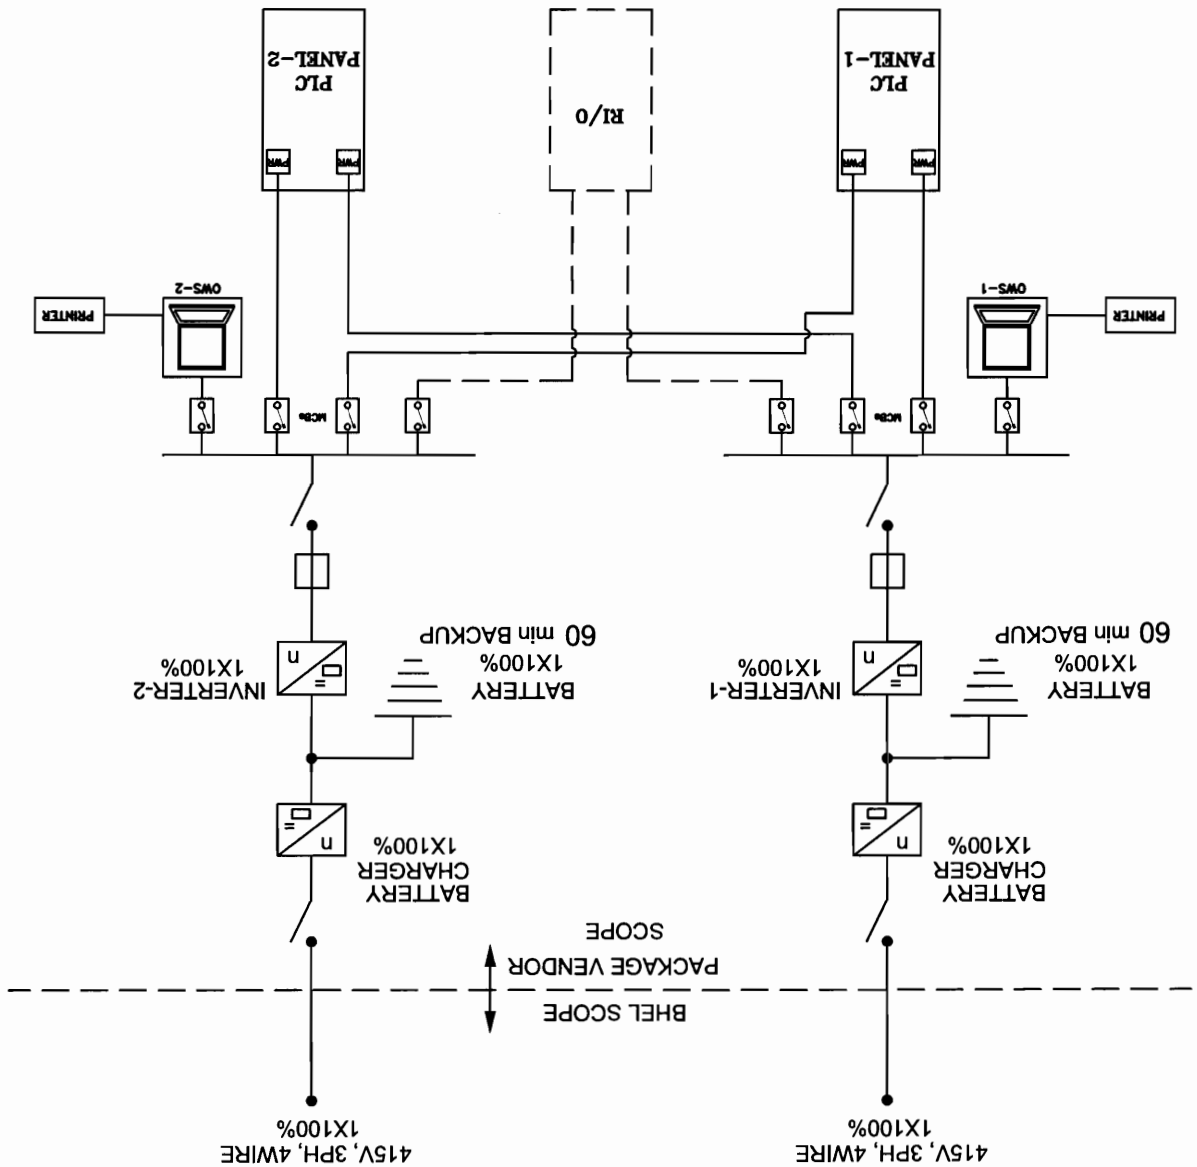 415V, 3PH, 4WIRE
1X100%
415V, 3PH, 4WIRE
1X100%
BHEL SCOPE
PACKAGE VENDOR
SCOPE
BATTERY
CHARGER
1X100%
BATTERY
CHARGER
1X100%
n
=
n
=
BATTERY
1X100%
60 min BACKUP
INVERTER-1
1X100%
BATTERY
1X100%
60 min BACKUP
INVERTER-2
1X100%
=
n
=
n
MCBs
MCBs
PRINTER
OWS-1
OWS-2
PRINTER
PWR
PWR
PWR
PWR
PLC
PANEL-1
RI/O
PLC
PANEL-2